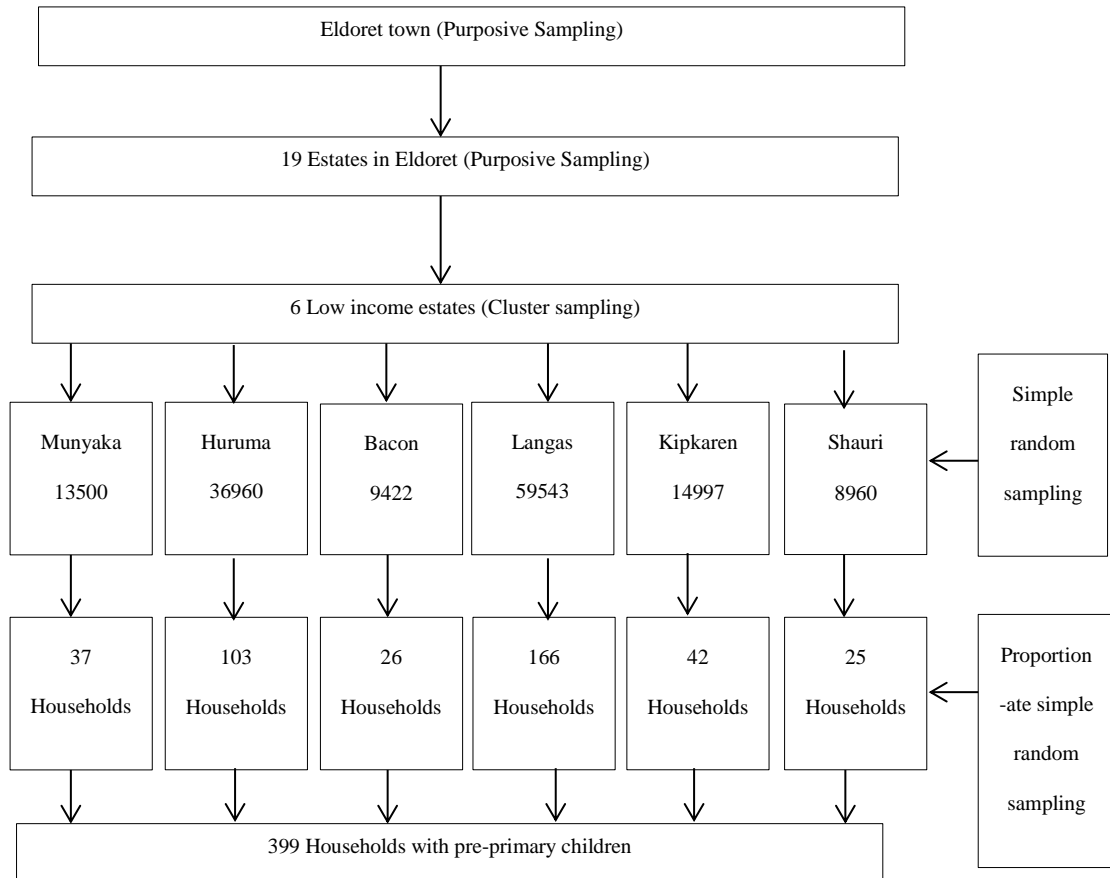 Eldoret town (Purposive Sampling)
19 Estates in Eldoret (Purposive Sampling)
6 Low income estates (Cluster sampling)
Munyaka
13500
Huruma
36960
Bacon
9422
Langas
59543
Kipkaren
14997
Shauri
8960
Simple
random
sampling
37
Households
103
Households
26
Households
166
Households
42
Households
25
Households
Proportion
-ate simple
random
sampling
399 Households with pre-primary children